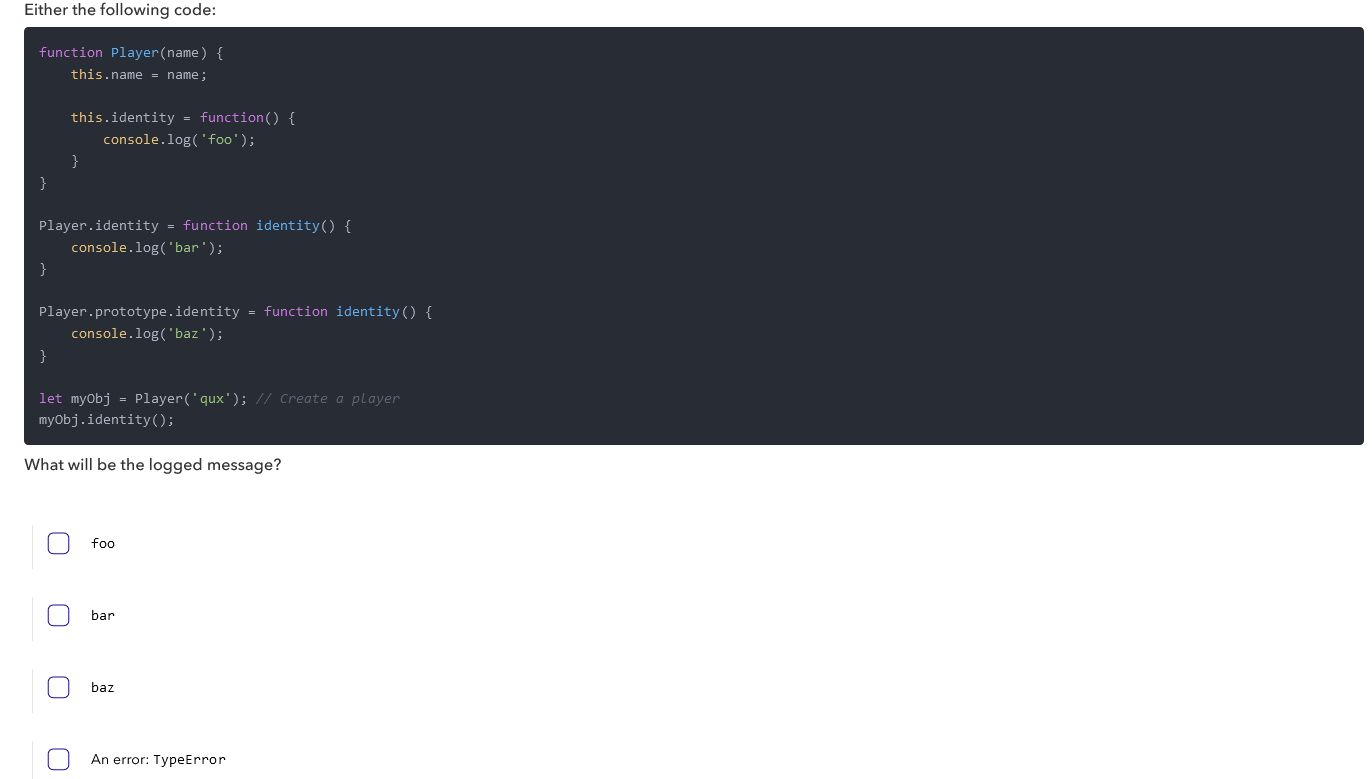 Either the following code:
function Player(name) {
    this.name = name;
    this.identity = function() {
        console.log('foo');
    }
}
Player.identity = function identity() {
    console.log('bar');
}
Player.prototype.identity = function identity() {
    console.log('baz');
}
let myObj = Player('qux'); // Create a player
myObj.identity();
What will be the logged message?
foo
bar
baz
An error: TypeError